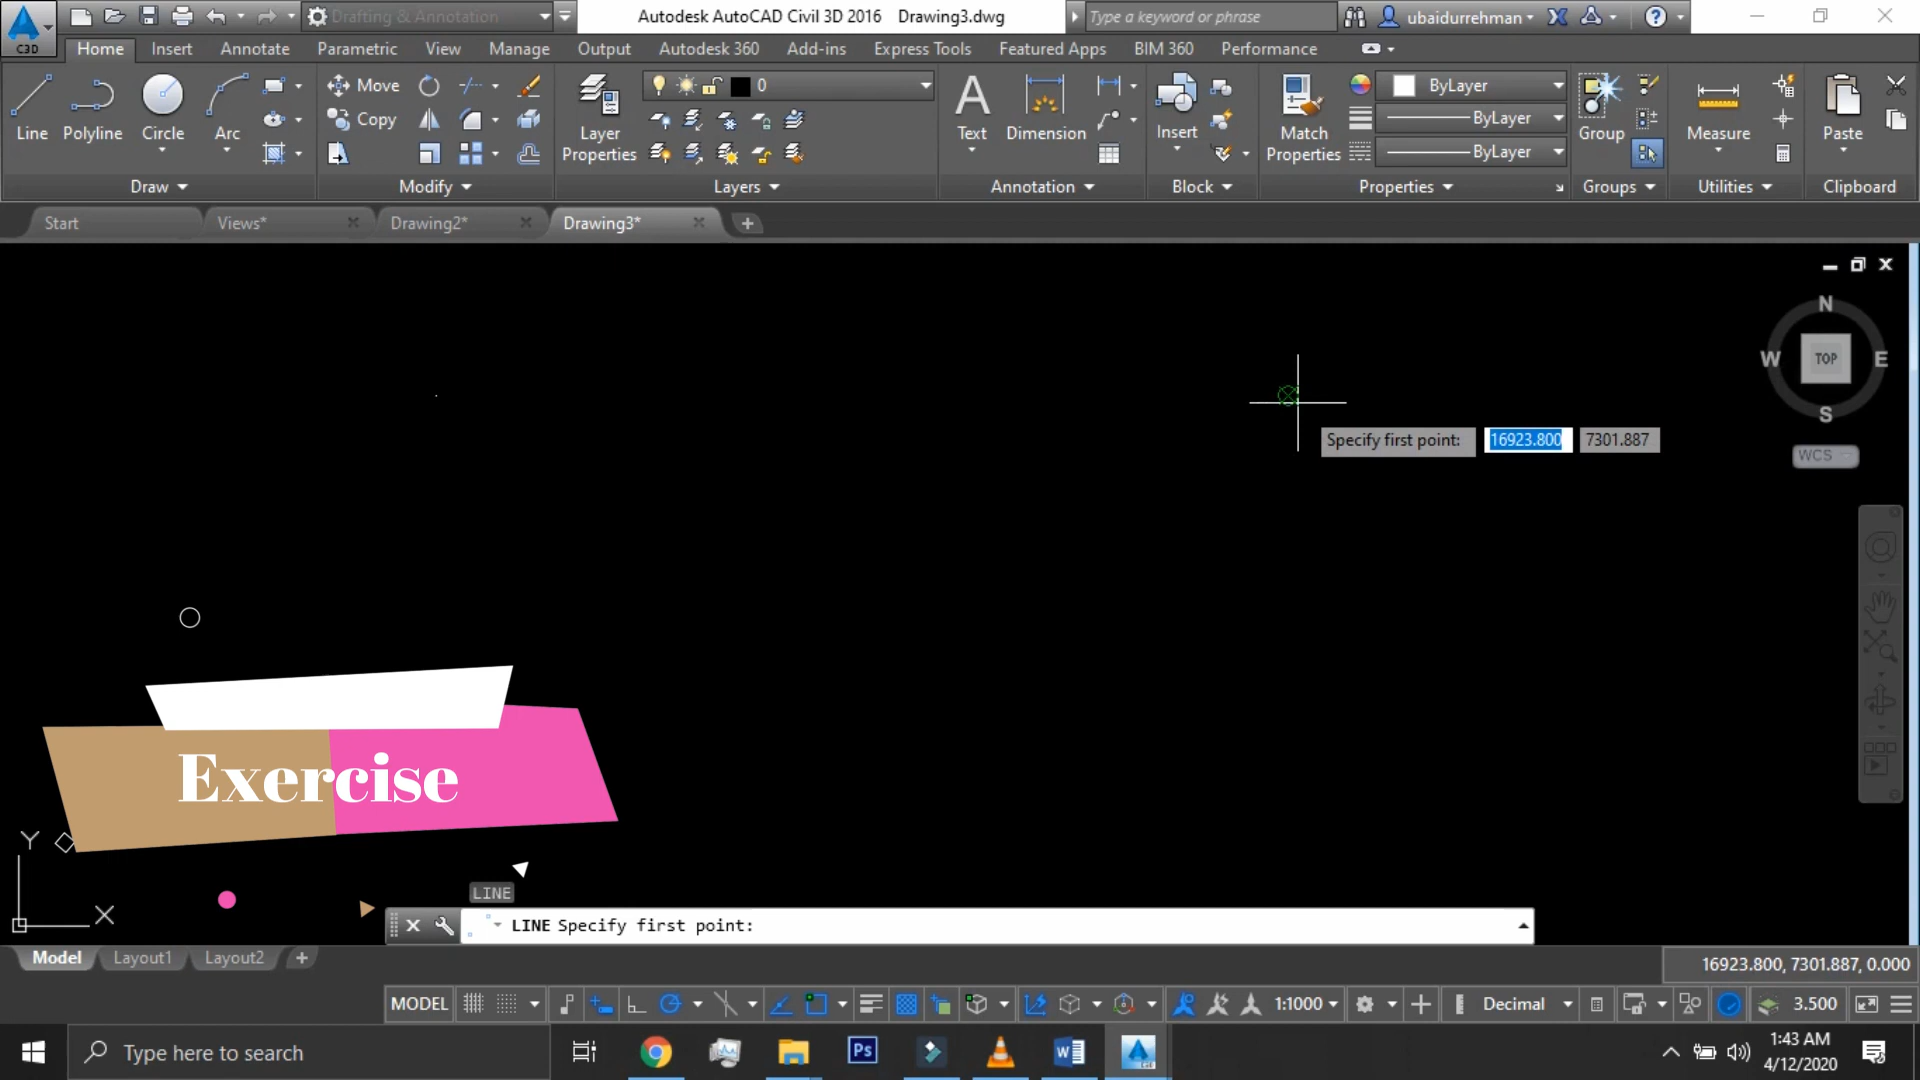 C3D
Drafting & Annotation
Autodesk AutoCAD Civil 3D 2016 Drawing3.dwg
Type a keyword or phrase
ubaidurrehman
Home Insert Annotate Parametric View Manage Output Autodesk 360 Add-ins Express Tools Featured Apps BIM 360 Performance
Line Polyline Circle Arc
Move
Copy
Layer Properties
0
Text Dimension
Insert
Match Properties
ByLayer
ByLayer
ByLayer
Group
Measure
Paste
Draw Modify Layers Annotation Block Properties Groups Utilities Clipboard
Start Views* Drawing2* Drawing3*
N
W TOP E
S
WCS
Specify first point: 16923.800 7301.887
Exercise
Y
X
LINE
LINE Specify first point:
Model Layout1 Layout2
16923.800, 7301.887, 0.000
MODEL 1:1000 Decimal 3.500
Type here to search
Ps
1:43 AM
4/12/2020